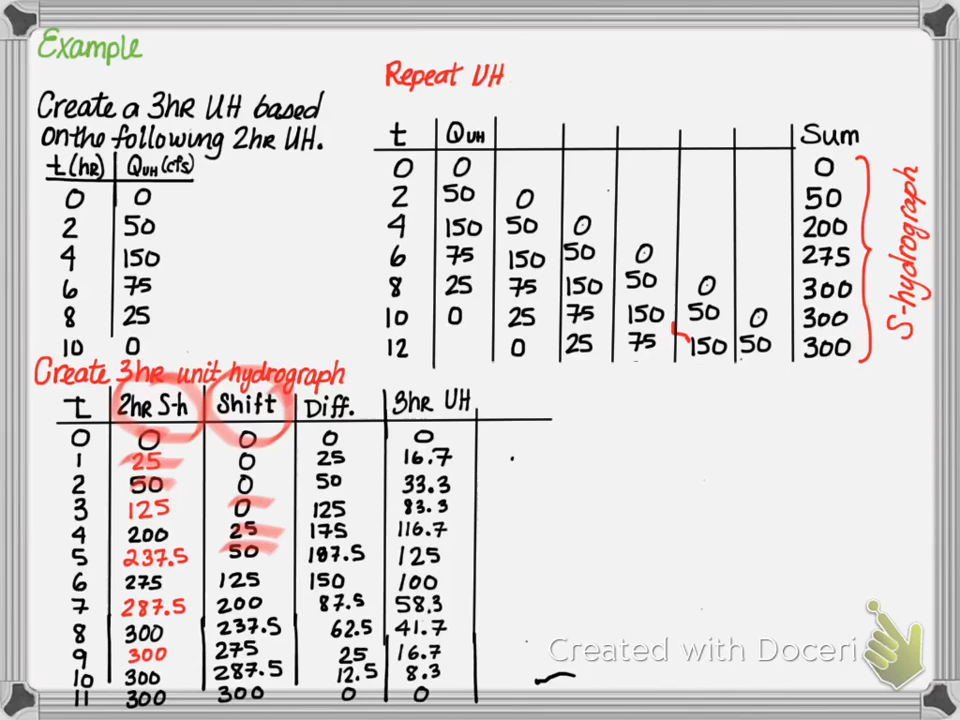 Example
Create a 3hR UH based
on the following 2hR UH.
t (hr) QUH (cfs)
0 0
2 50
4 150
6 75
8 25
10 0
Repeat UH
t QUH Sum
0 0 0
2 50 0 50
4 150 50 0 200
6 75 150 50 0 275
8 25 75 150 50 0 300
10 0 25 75 150 50 0 300
12 0 25 75 150 50 300
S-hydrograph
Create 3hr unit hydrograph
t 2hr S-h Shift Diff. 3hr UH
0 0 0 0 0
1 25 0 25 16.7
2 50 0 50 33.3
3 125 0 125 83.3
4 200 25 175 116.7
5 237.5 50 187.5 125
6 275 125 150 100
7 287.5 200 87.5 58.3
8 300 237.5 62.5 41.7
9 300 275 25 16.7
10 300 287.5 12.5 8.3
11 300 300 0 0
Created with Doceri